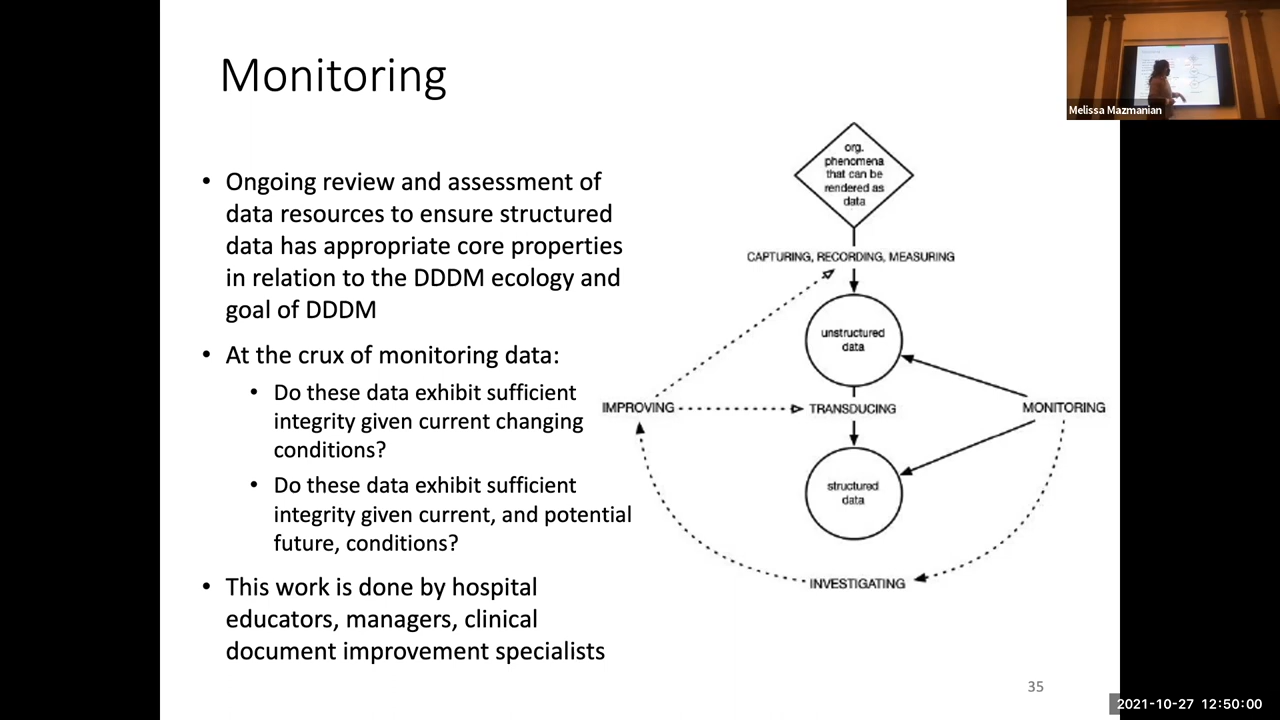 Monitoring
• Ongoing review and assessment of
data resources to ensure structured
data has appropriate core properties
in relation to the DDDM ecology and
goal of DDDM
• At the crux of monitoring data:
• Do these data exhibit sufficient
integrity given current changing
conditions?
• Do these data exhibit sufficient
integrity given current, and potential
future, conditions?
• This work is done by hospital
educators, managers, clinical
document improvement specialists
org.
phenomena
that can be
rendered as
data
CAPTURING, RECORDING, MEASURING
unstructured
data
IMPROVING
TRANSDUCING
MONITORING
structured
data
INVESTIGATING
35
Melissa Mazmanian
2021-10-27 12:50:00